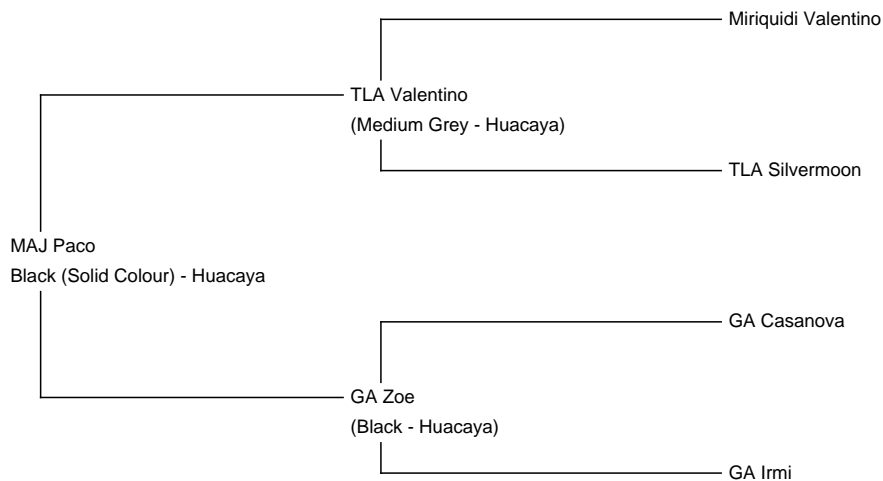 Miriquidi Valentino
TLA Valentino
(Medium Grey - Huacaya)
TLA Silvermoon
MAJ Paco
Black (Solid Colour) - Huacaya
GA Casanova
GA Zoe
(Black - Huacaya)
GA Irmi